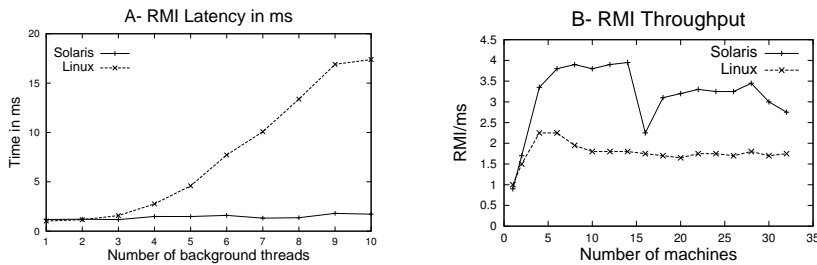 A- RMI Latency in ms
20
15
10
5
0
Time in ms
Solaris
Linux
1 2 3 4 5 6 7 8 9 10
Number of background threads
B- RMI Throughput
4.5
4
3.5
3
2.5
2
1.5
1
0.5
0
RMI/ms
Solaris
Linux
0 5 10 15 20 25 30 35
Number of machines